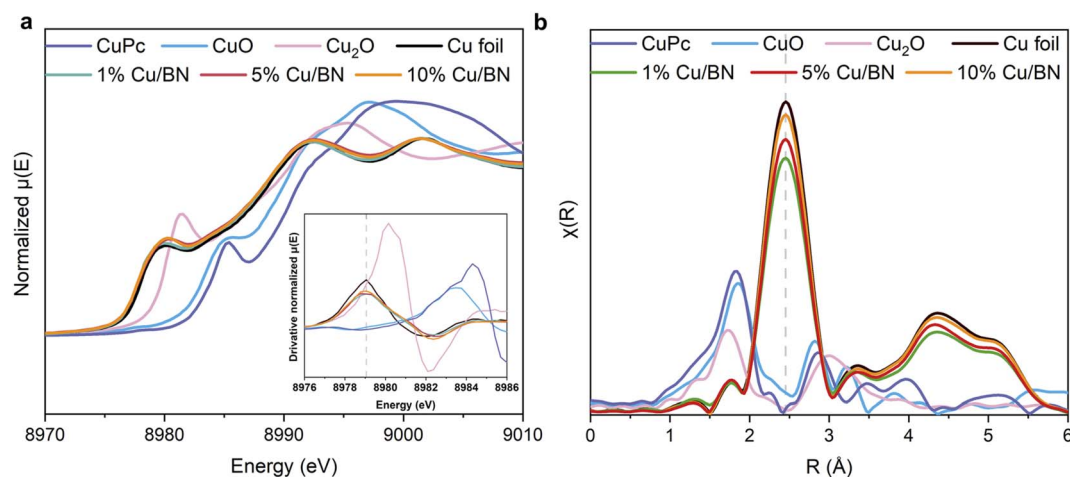 a
CuPc CuO Cu₂O Cu foil
1% Cu/BN 5% Cu/BN 10% Cu/BN
Normalized μ(E)
Drivative normalized μ(E)
8976 8978 8980 8982 8984 8986
Energy (eV)
8970 8980 8990 9000 9010
Energy (eV)
b
CuPc CuO Cu₂O Cu foil
1% Cu/BN 5% Cu/BN 10% Cu/BN
χ(R)
0 1 2 3 4 5 6
R (Å)